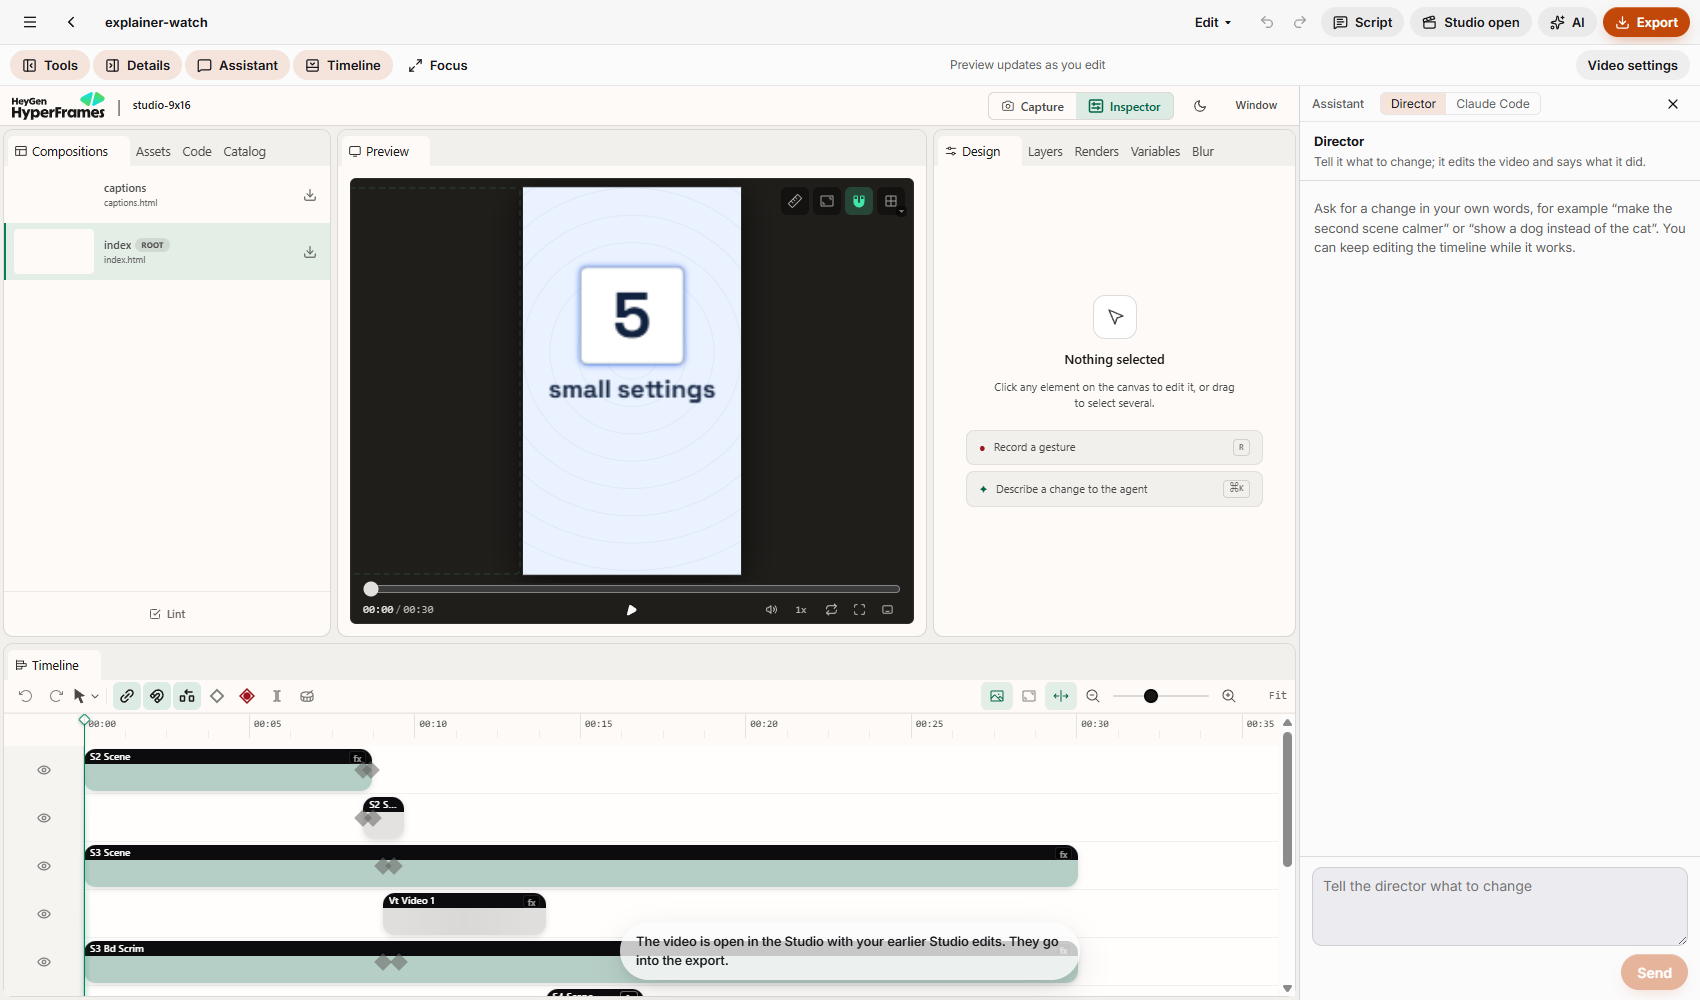 explainer-watch
Edit
Script
Studio open
AI
Export
Tools
Details
Assistant
Timeline
Focus
Preview updates as you edit
Video settings
HeyGen
HyperFrames
studio-9x16
Capture
Inspector
Window
Assistant
Director
Claude Code
Compositions
Assets
Code
Catalog
Preview
Design
Layers
Renders
Variables
Blur
Director
Tell it what to change; it edits the video and says what it did.
captions
captions.html
index ROOT
index.html
Ask for a change in your own words, for example “make the
second scene calmer” or “show a dog instead of the cat”. You
can keep editing the timeline while it works.
5
small settings
Nothing selected
Click any element on the canvas to edit it, or drag
to select several.
Record a gesture
R
Describe a change to the agent
⌘K
Lint
00:00 / 00:30
1x
Timeline
Fit
00:00
00:05
00:10
00:15
00:20
00:25
00:30
00:35
S2 Scene
fx
S2 S...
S3 Scene
fx
Vt Video 1
fx
S3 Bd Scrim
fx
The video is open in the Studio with your earlier Studio edits. They go
into the export.
S4 Scene
Tell the director what to change
Send